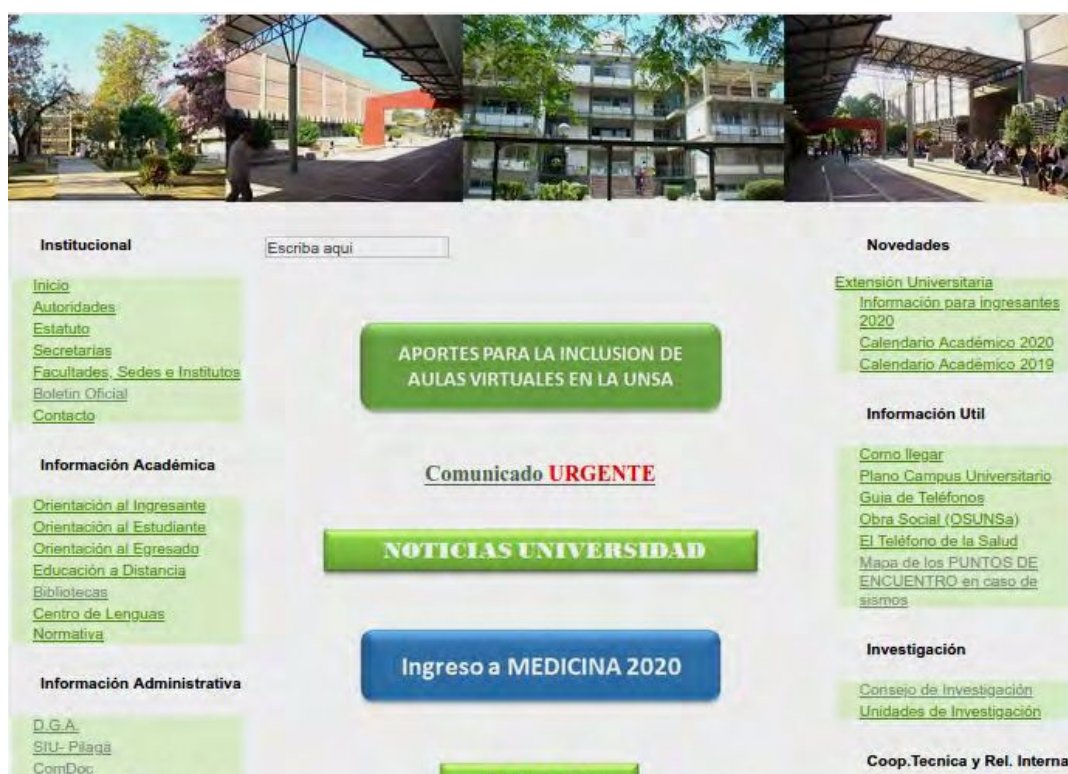 Institucional
Inicio
Autoridades
Estatuto
Secretarías
Facultades, Sedes e Institutos
Boletin Oficial
Contacto
Información Académica
Orientación al Ingresante
Orientación al Estudiante
Orientación al Egresado
Educación a Distancia
Bibliotecas
Centro de Lenguas
Normativa
Información Administrativa
D.G.A.
SIU- Pilagá
ComDoc
Escriba aqui
APORTES PARA LA INCLUSION DE
AULAS VIRTUALES EN LA UNSA
Comunicado URGENTE
NOTICIAS UNIVERSIDAD
Ingreso a MEDICINA 2020
Novedades
Extensión Universitaria
Información para ingresantes
2020
Calendario Académico 2020
Calendario Académico 2019
Información Util
Como llegar
Plano Campus Universitario
Guia de Teléfonos
Obra Social (OSUNSa)
El Teléfono de la Salud
Mapa de los PUNTOS DE
ENCUENTRO en caso de
sismos
Investigación
Consejo de Investigación
Unidades de Investigación
Coop.Tecnica y Rel. Interna